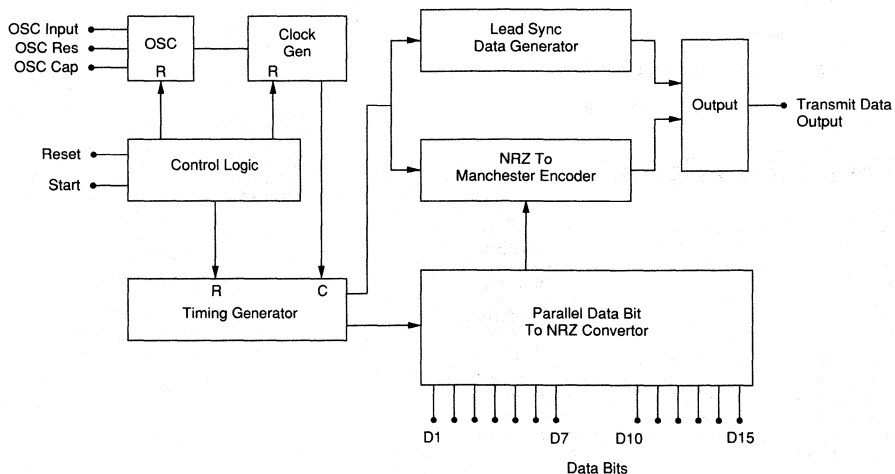 OSC Input
OSC Res
OSC Cap
OSC
R
Clock
Gen
R
Lead Sync
Data Generator
Output
Transmit Data
Output
Reset
Start
Control Logic
NRZ To
Manchester Encoder
R
C
Timing Generator
Parallel Data Bit
To NRZ Convertor
D1
D7
D10
D15
Data Bits